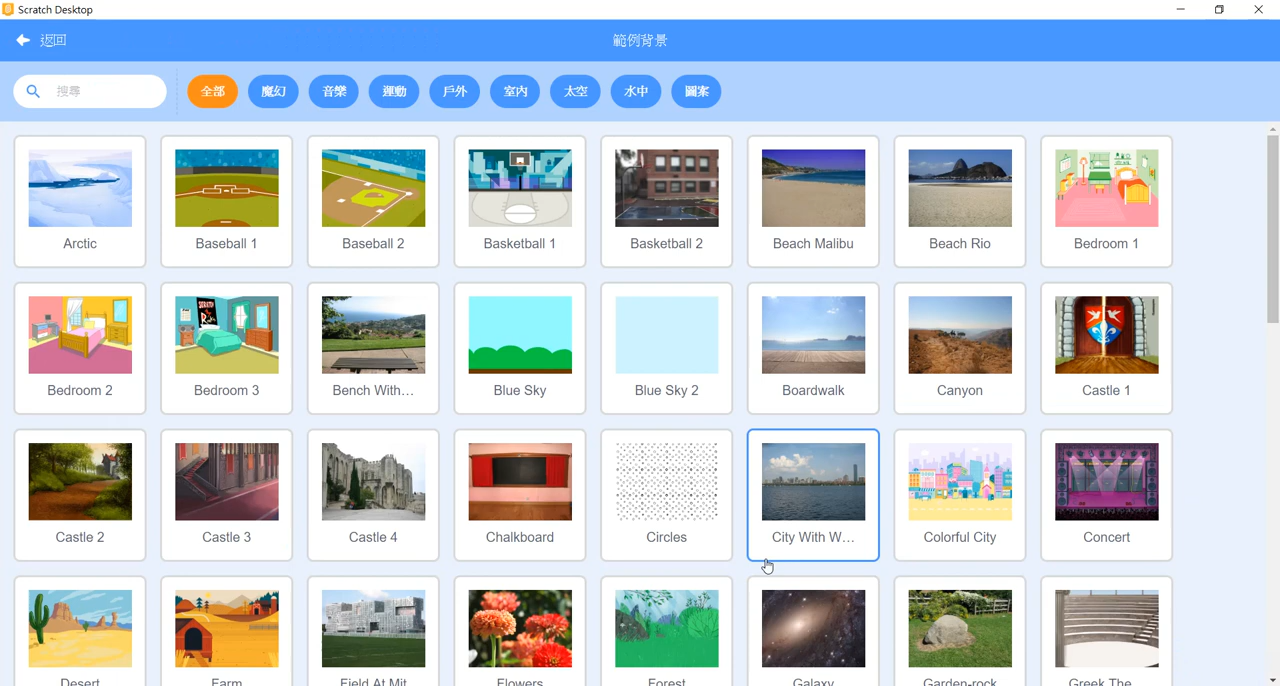 Scratch Desktop
返回
範例背景
搜尋
全部
魔幻
音樂
運動
戶外
室內
太空
水中
圖案
Arctic
Baseball 1
Baseball 2
Basketball 1
Basketball 2
Beach Malibu
Beach Rio
Bedroom 1
Bedroom 2
Bedroom 3
Bench With...
Blue Sky
Blue Sky 2
Boardwalk
Canyon
Castle 1
Castle 2
Castle 3
Castle 4
Chalkboard
Circles
City With W...
Colorful City
Concert
Desert
Farm
Field At Mit
Flowers
Forest
Galaxy
Garden-rock
Greek The...